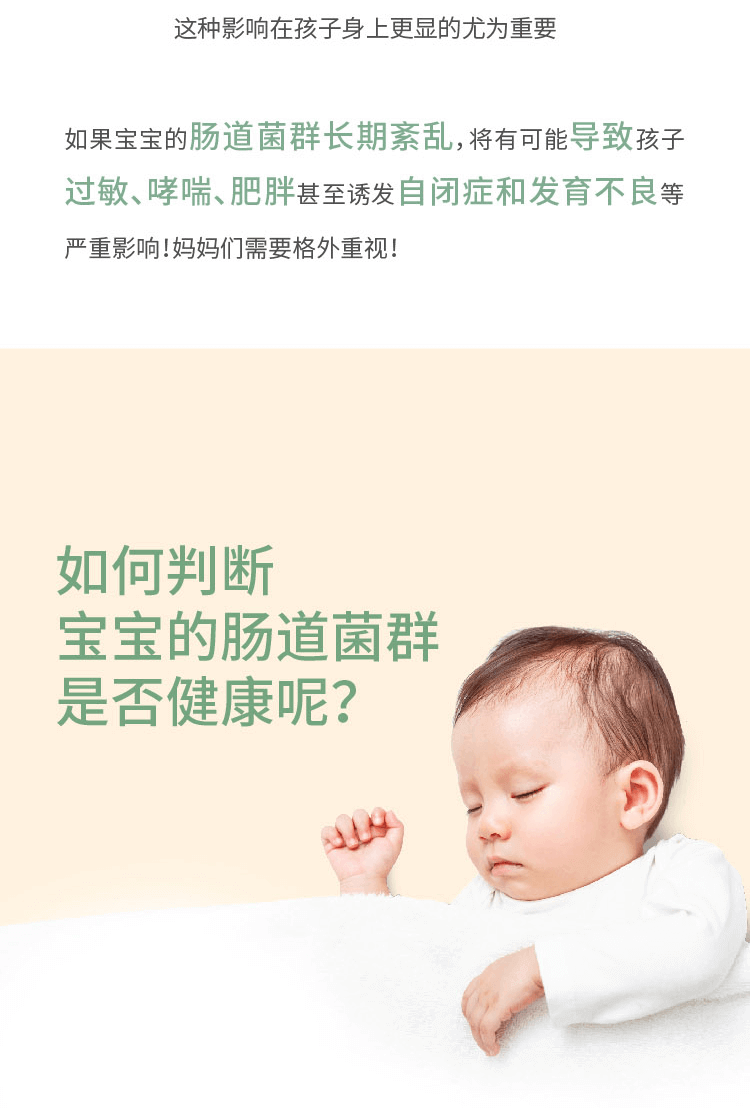 这种影响在孩子身上更显的尤为重要
如果宝宝的肠道菌群长期紊乱，将有可能导致孩子
过敏、哮喘、肥胖甚至诱发自闭症和发育不良等
严重影响！妈妈们需要格外重视！
如何判断
宝宝的肠道菌群
是否健康呢？